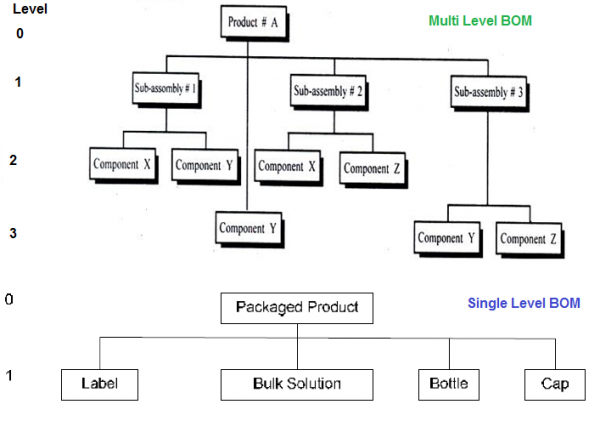 Level
Product # A
Multi Level BOM
0
1
Sub-assombly # 1
Sub-assembly # 2
Sub-assembly # 3
2
Component X
Component Y
Component X
Component Z
3
Component Y
Component Y
Component Z
0
Packaged Product
Single Level BOM
1
Label
Bulk Solution
Bottle
Cap